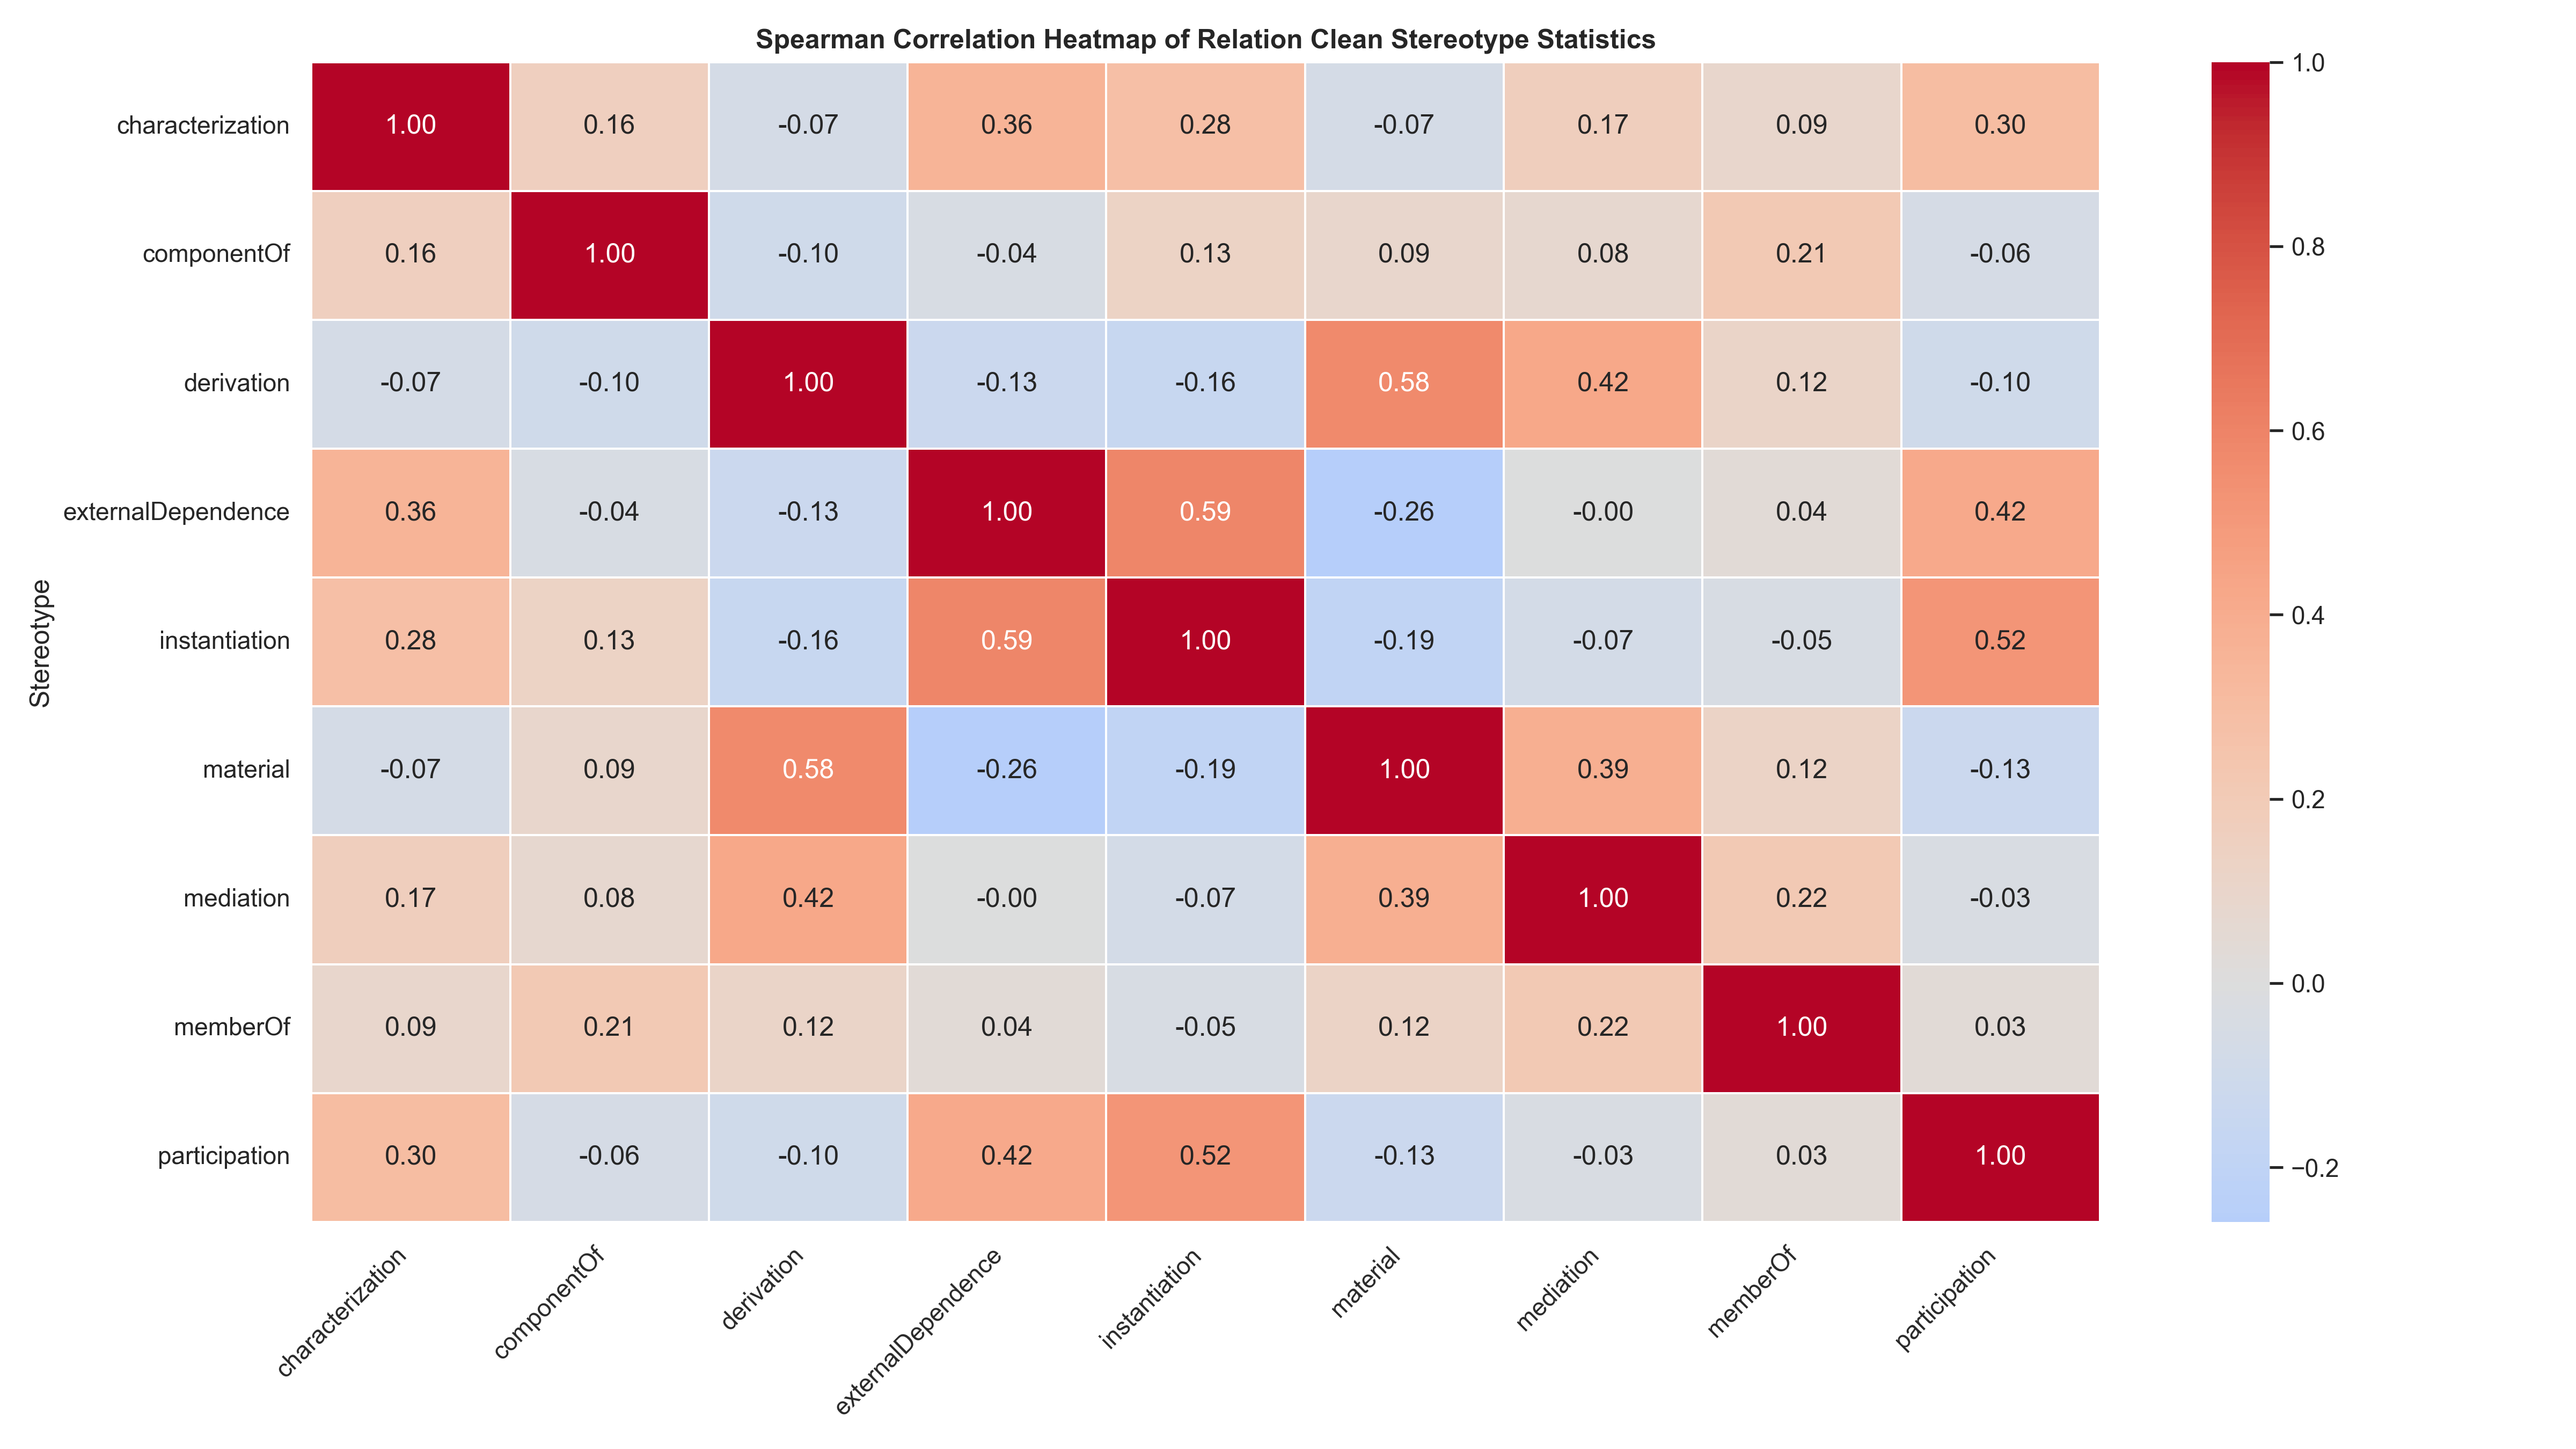 Spearman Correlation Heatmap of Relation Clean Stereotype Statistics
Stereotype
characterization 1.00 0.16 -0.07 0.36 0.28 -0.07 0.17 0.09 0.30
componentOf 0.16 1.00 -0.10 -0.04 0.13 0.09 0.08 0.21 -0.06
derivation -0.07 -0.10 1.00 -0.13 -0.16 0.58 0.42 0.12 -0.10
externalDependence 0.36 -0.04 -0.13 1.00 0.59 -0.26 -0.00 0.04 0.42
instantiation 0.28 0.13 -0.16 0.59 1.00 -0.19 -0.07 -0.05 0.52
material -0.07 0.09 0.58 -0.26 -0.19 1.00 0.39 0.12 -0.13
mediation 0.17 0.08 0.42 -0.00 -0.07 0.39 1.00 0.22 -0.03
memberOf 0.09 0.21 0.12 0.04 -0.05 0.12 0.22 1.00 0.03
participation 0.30 -0.06 -0.10 0.42 0.52 -0.13 -0.03 0.03 1.00
characterization componentOf derivation externalDependence instantiation material mediation memberOf participation
1.0
0.8
0.6
0.4
0.2
0.0
−0.2